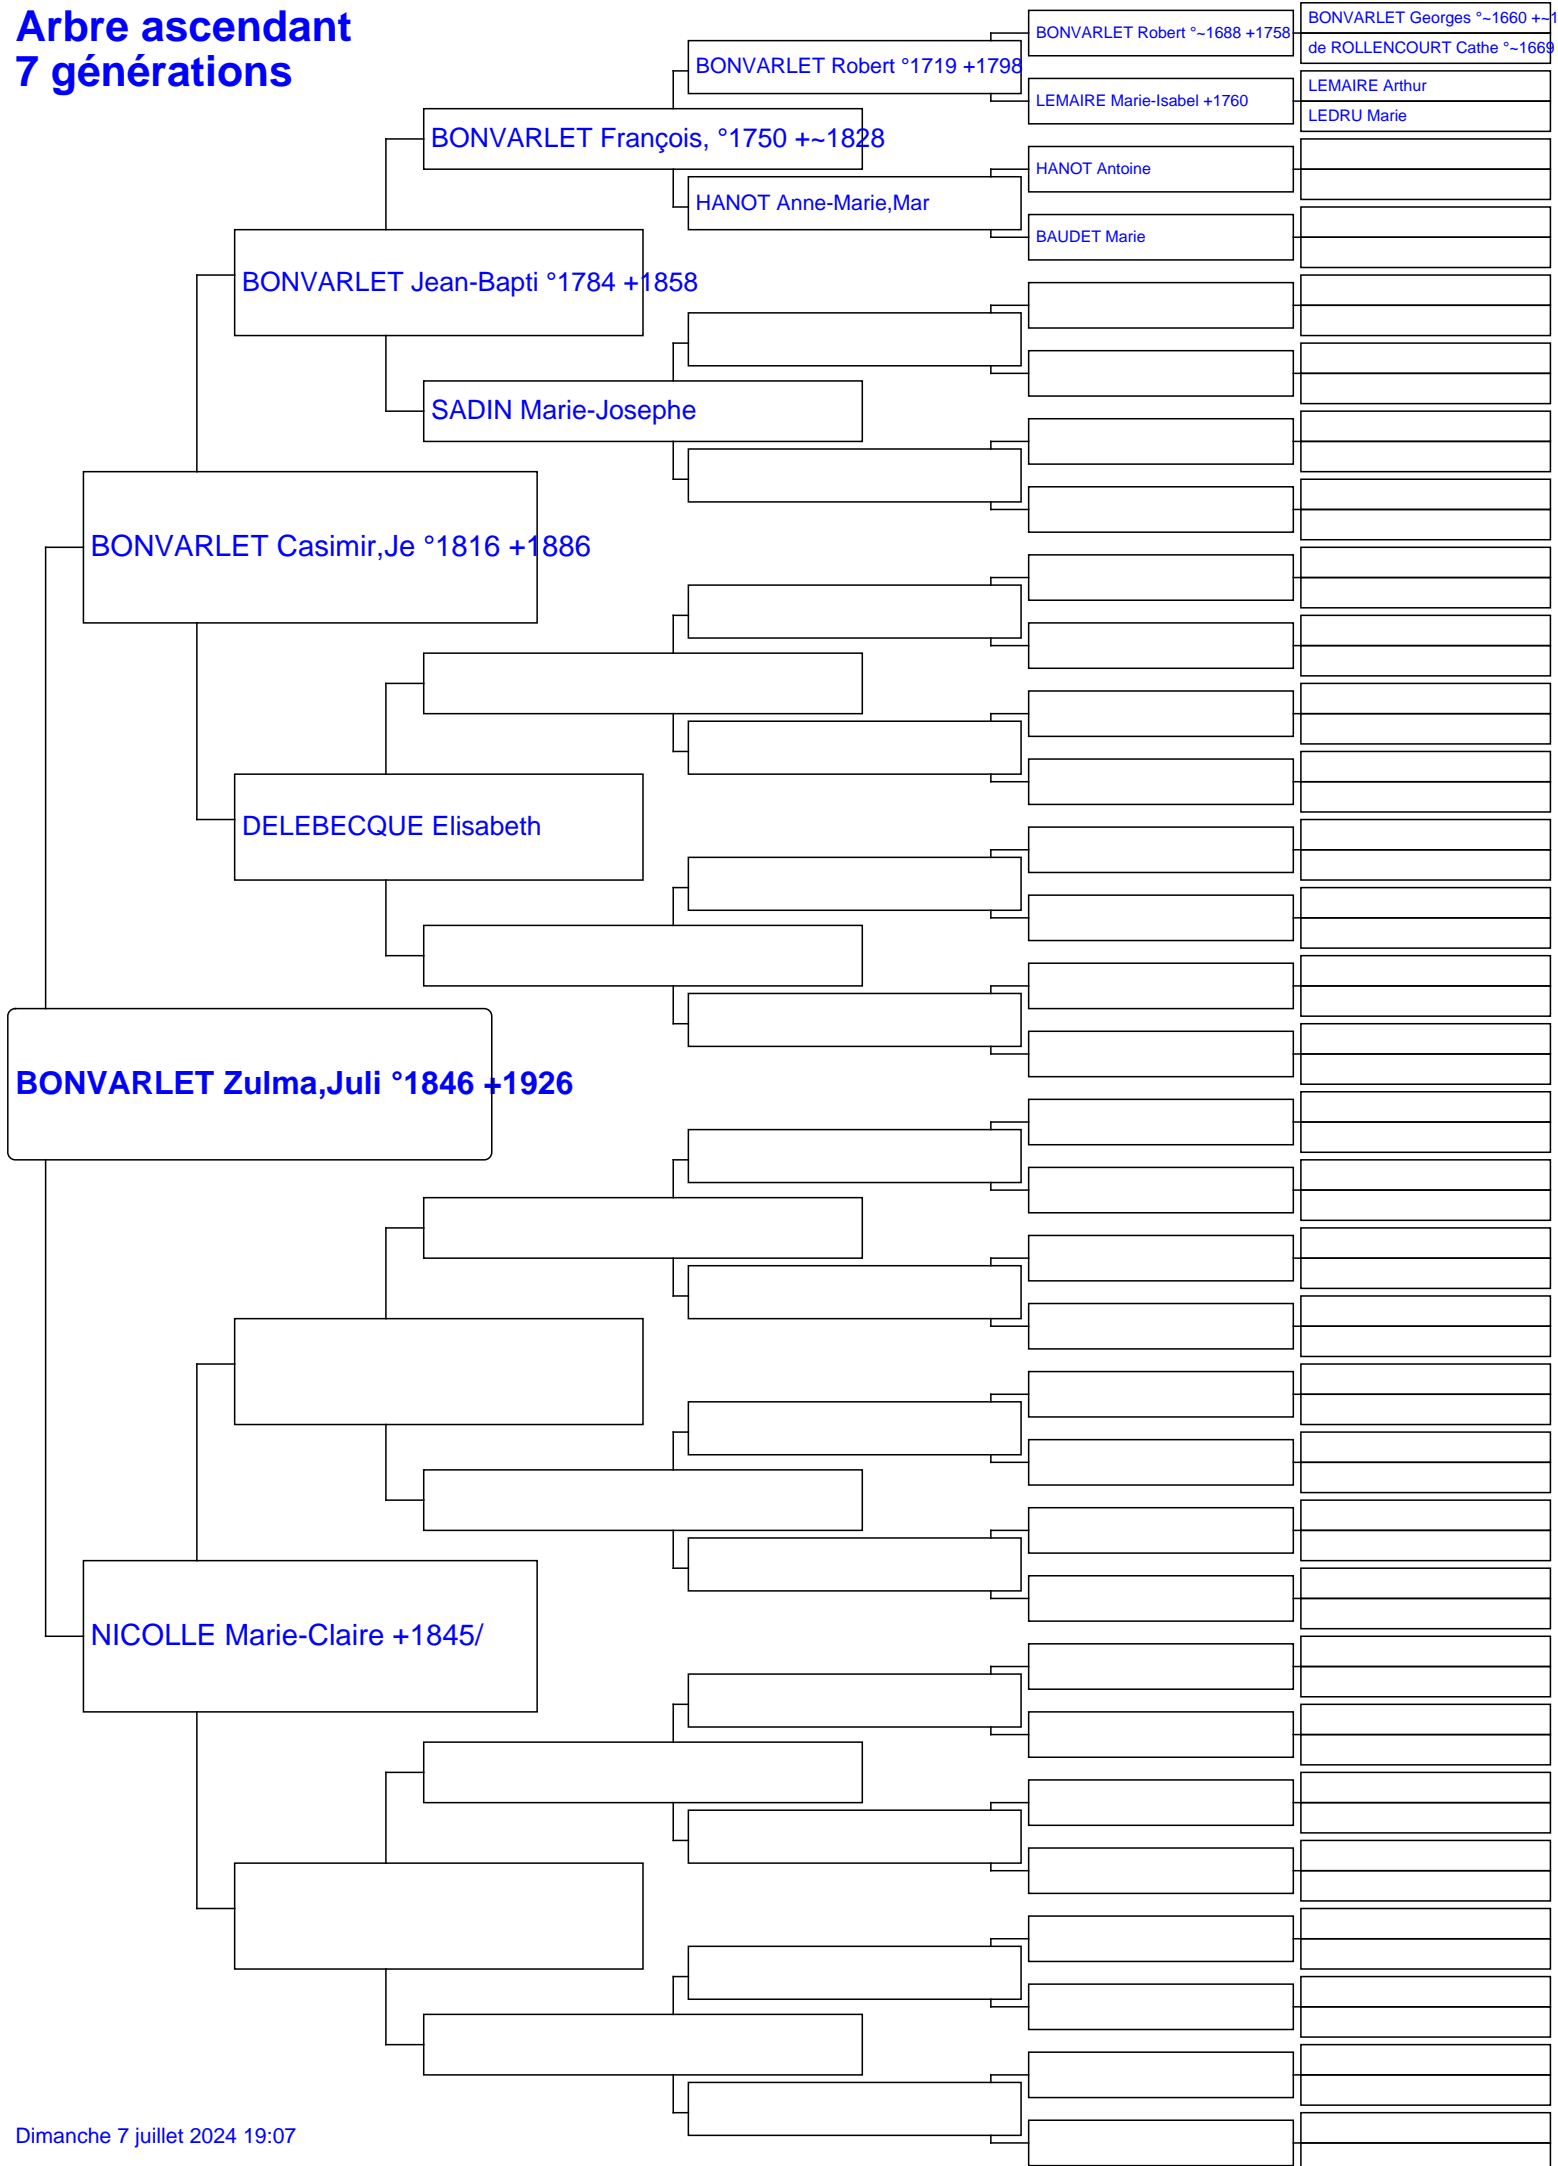 Arbre ascendant
7 générations
BONVARLET Georges °~1660 +~1
BONVARLET Robert °~1688 +1758
de ROLLENCOURT Cathe °~1669
BONVARLET Robert °1719 +1798
LEMAIRE Arthur
LEMAIRE Marie-Isabel +1760
LEDRU Marie
BONVARLET François, °1750 +~1828
HANOT Antoine
HANOT Anne-Marie,Mar
BAUDET Marie
BONVARLET Jean-Bapti °1784 +1858
SADIN Marie-Josephe
BONVARLET Casimir,Je °1816 +1886
DELEBECQUE Elisabeth
BONVARLET Zulma,Juli °1846 +1926
NICOLLE Marie-Claire +1845/
Dimanche 7 juillet 2024 19:07